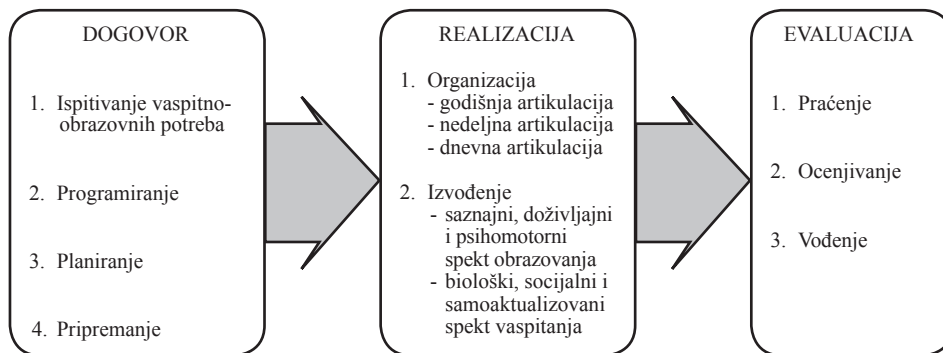 DOGOVOR
1. Ispitivanje vaspitno-
obrazovnih potreba
2. Programiranje
3. Planiranje
4. Pripremanje
REALIZACIJA
1. Organizacija
- godišnja artikulacija
- nedeljna artikulacija
- dnevna artikulacija
2. Izvođenje
- saznajni, doživljajni
i psihomotorni
spekt obrazovanja
- biološki, socijalni i
samoaktualizovani
spekt vaspitanja
EVALUACIJA
1. Praćenje
2. Ocenjivanje
3. Vođenje